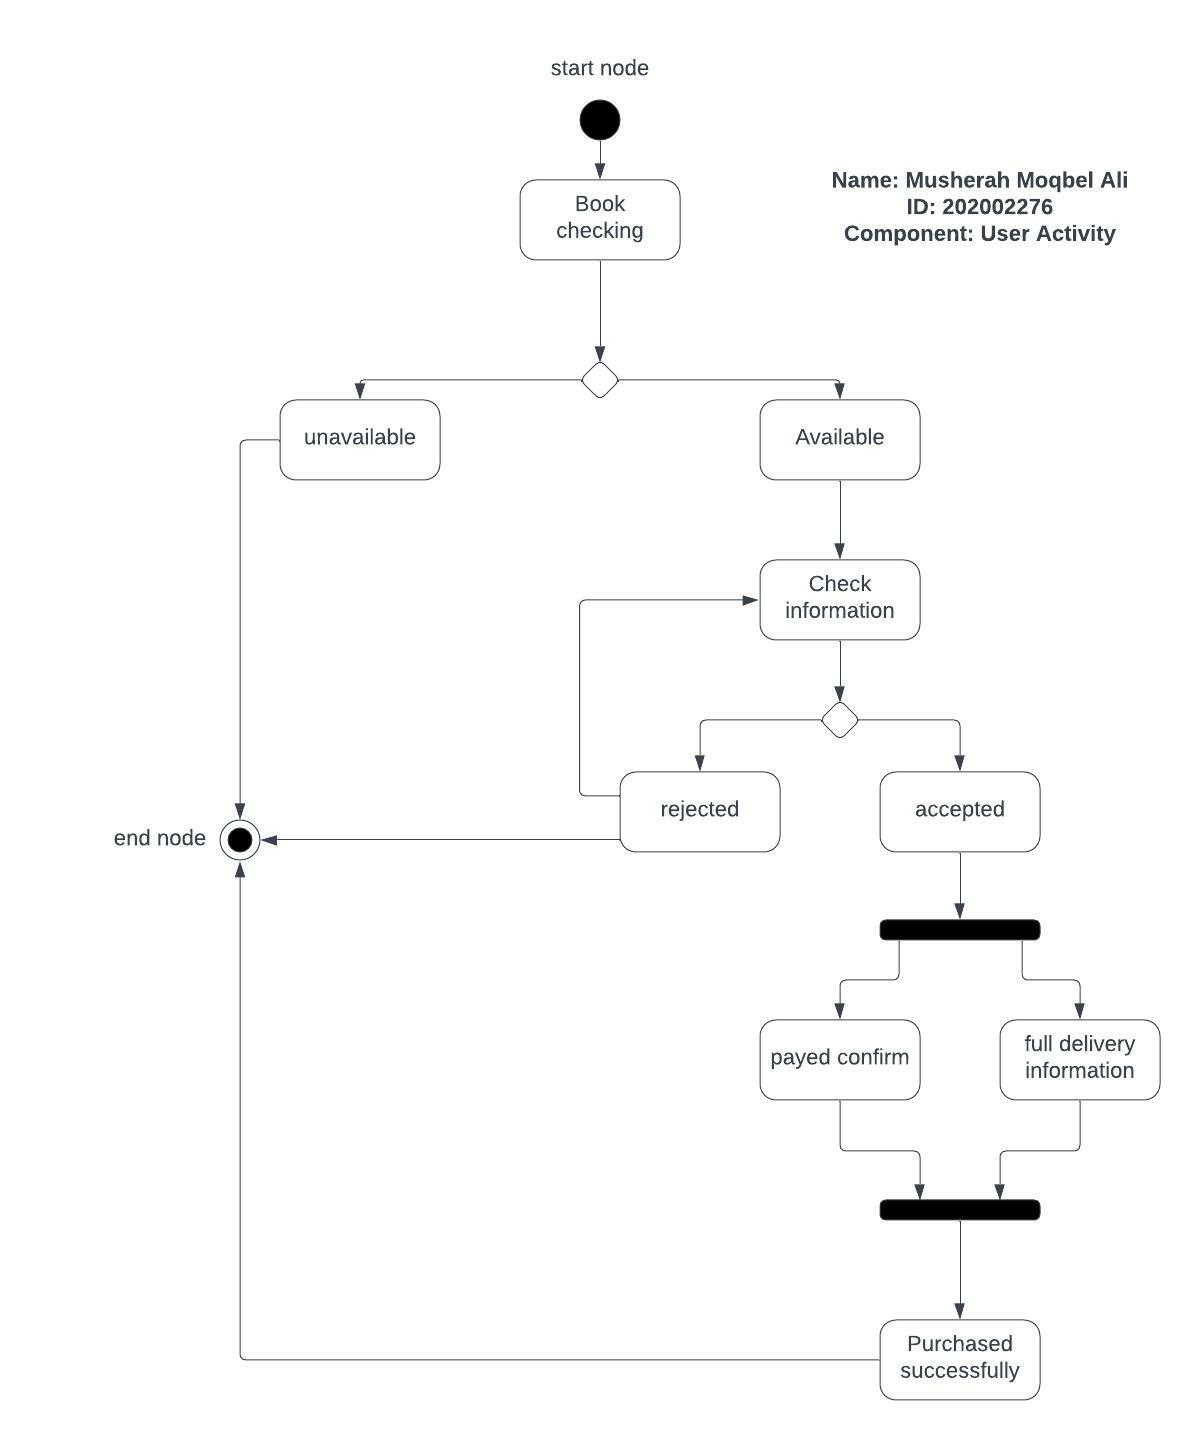 start node
Name: Musherah Moqbel Ali
ID: 202002276
Component: User Activity
Book
checking
unavailable
Available
Check
information
rejected
accepted
end node
payed confirm
full delivery
information
Purchased
successfully